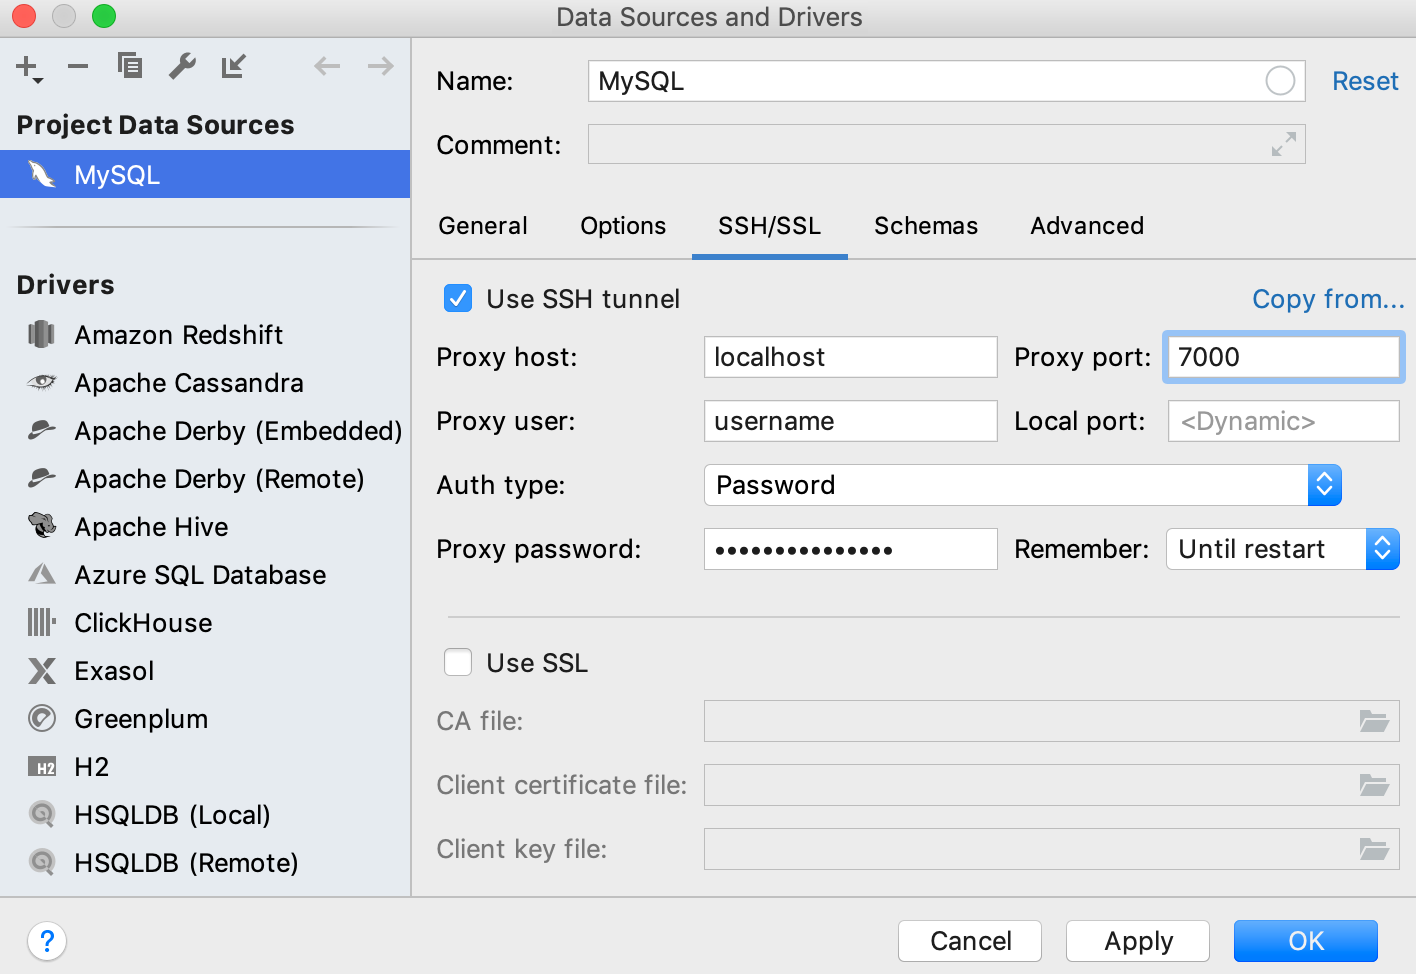 Data Sources and Drivers
Project Data Sources
MySQL
Drivers
Amazon Redshift
Apache Cassandra
Apache Derby (Embedded)
Apache Derby (Remote)
Apache Hive
Azure SQL Database
ClickHouse
Exasol
Greenplum
H2 H2
HSQLDB (Local)
HSQLDB (Remote)
Name: MySQL Reset
Comment:
General Options SSH/SSL Schemas Advanced
Use SSH tunnel Copy from...
Proxy host: localhost Proxy port: 7000
Proxy user: username Local port: <Dynamic>
Auth type: Password
Proxy password: ••••••••••••••• Remember: Until restart
Use SSL
CA file:
Client certificate file:
Client key file:
? Cancel Apply OK